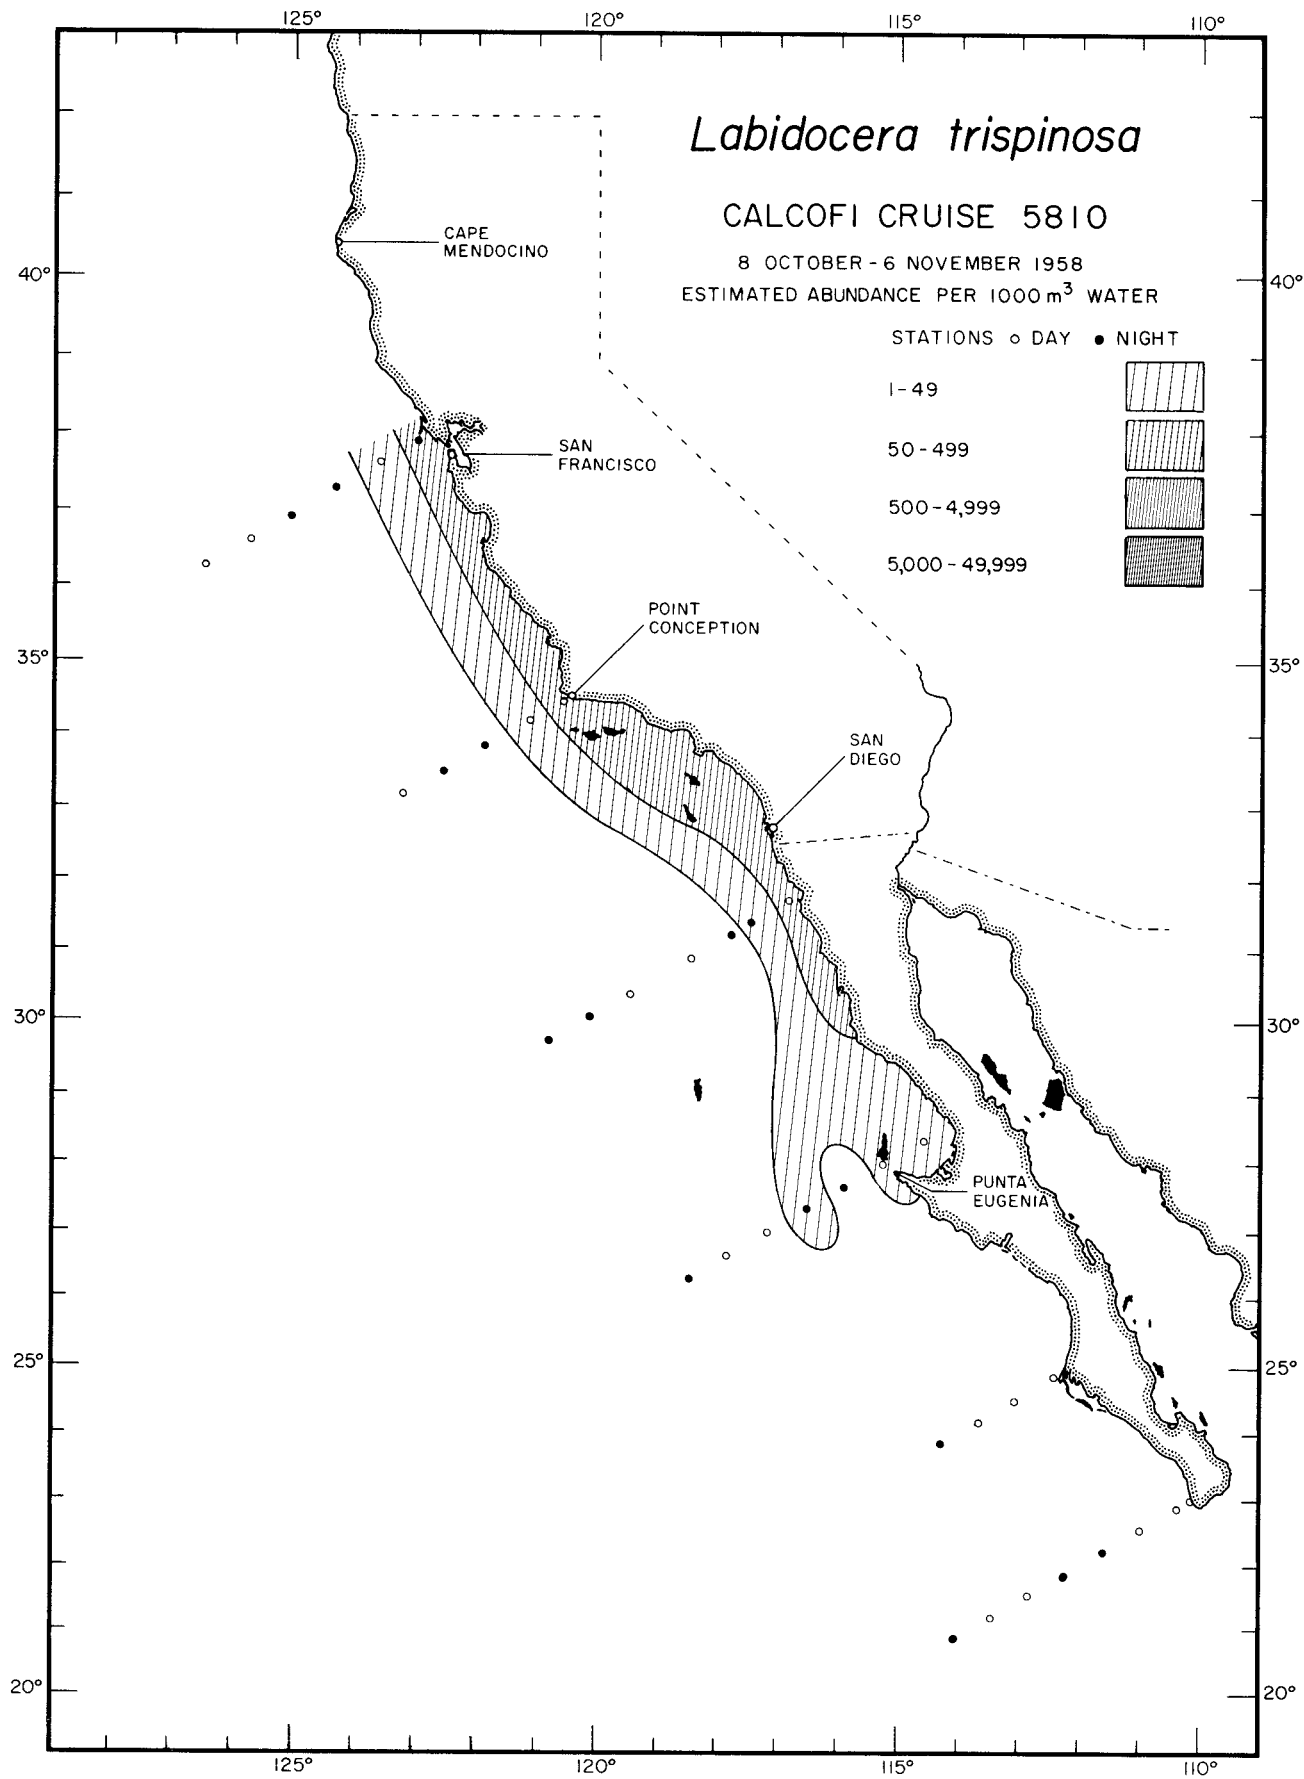 125° 120° 115° 110°
Labidocera trispinosa
CALCOFI CRUISE 5810
8 OCTOBER - 6 NOVEMBER 1958
ESTIMATED ABUNDANCE PER 1000 m³ WATER
STATIONS ○ DAY ● NIGHT
1-49
50-499
500-4,999
5,000-49,999
CAPE
MENDOCINO
40° 40°
SAN
FRANCISCO
POINT
CONCEPTION
35° 35°
SAN
DIEGO
30° 30°
PUNTA
EUGENIA
25° 25°
20° 20°
125° 120° 115° 110°